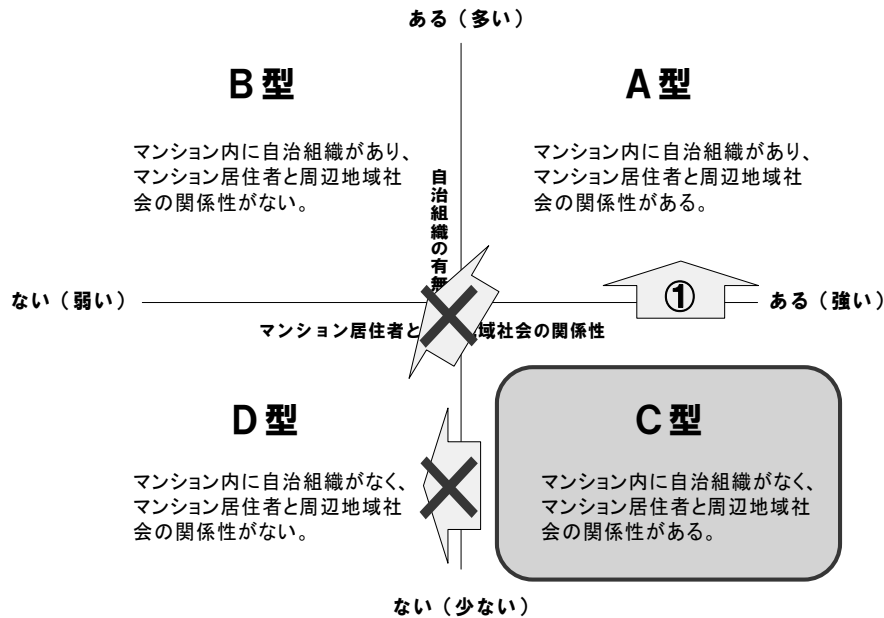 ある（多い）
B型
A型
マンション内に自治組織があり、
マンション居住者と周辺地域社
会の関係性がない。
マンション内に自治組織があり、
マンション居住者と周辺地域社
会の関係性がある。
自治組織の有無
ない（弱い）
①
ある（強い）
マンション居住者と
域社会の関係性
D型
C型
マンション内に自治組織がなく、
マンション居住者と周辺地域社
会の関係性がない。
マンション内に自治組織がなく、
マンション居住者と周辺地域社
会の関係性がある。
ない（少ない）